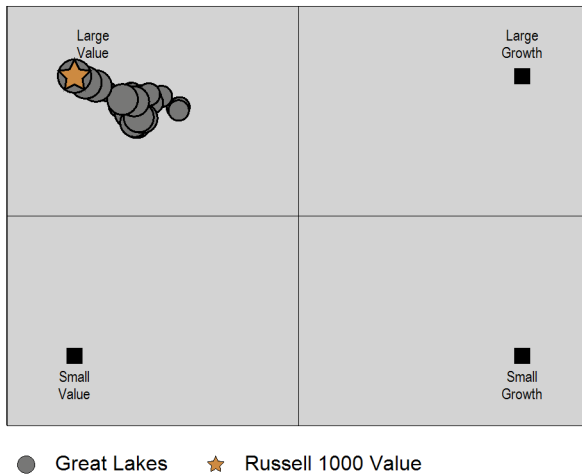 Large
Value
Large
Growth
Small
Value
Small
Growth
Great Lakes
Russell 1000 Value